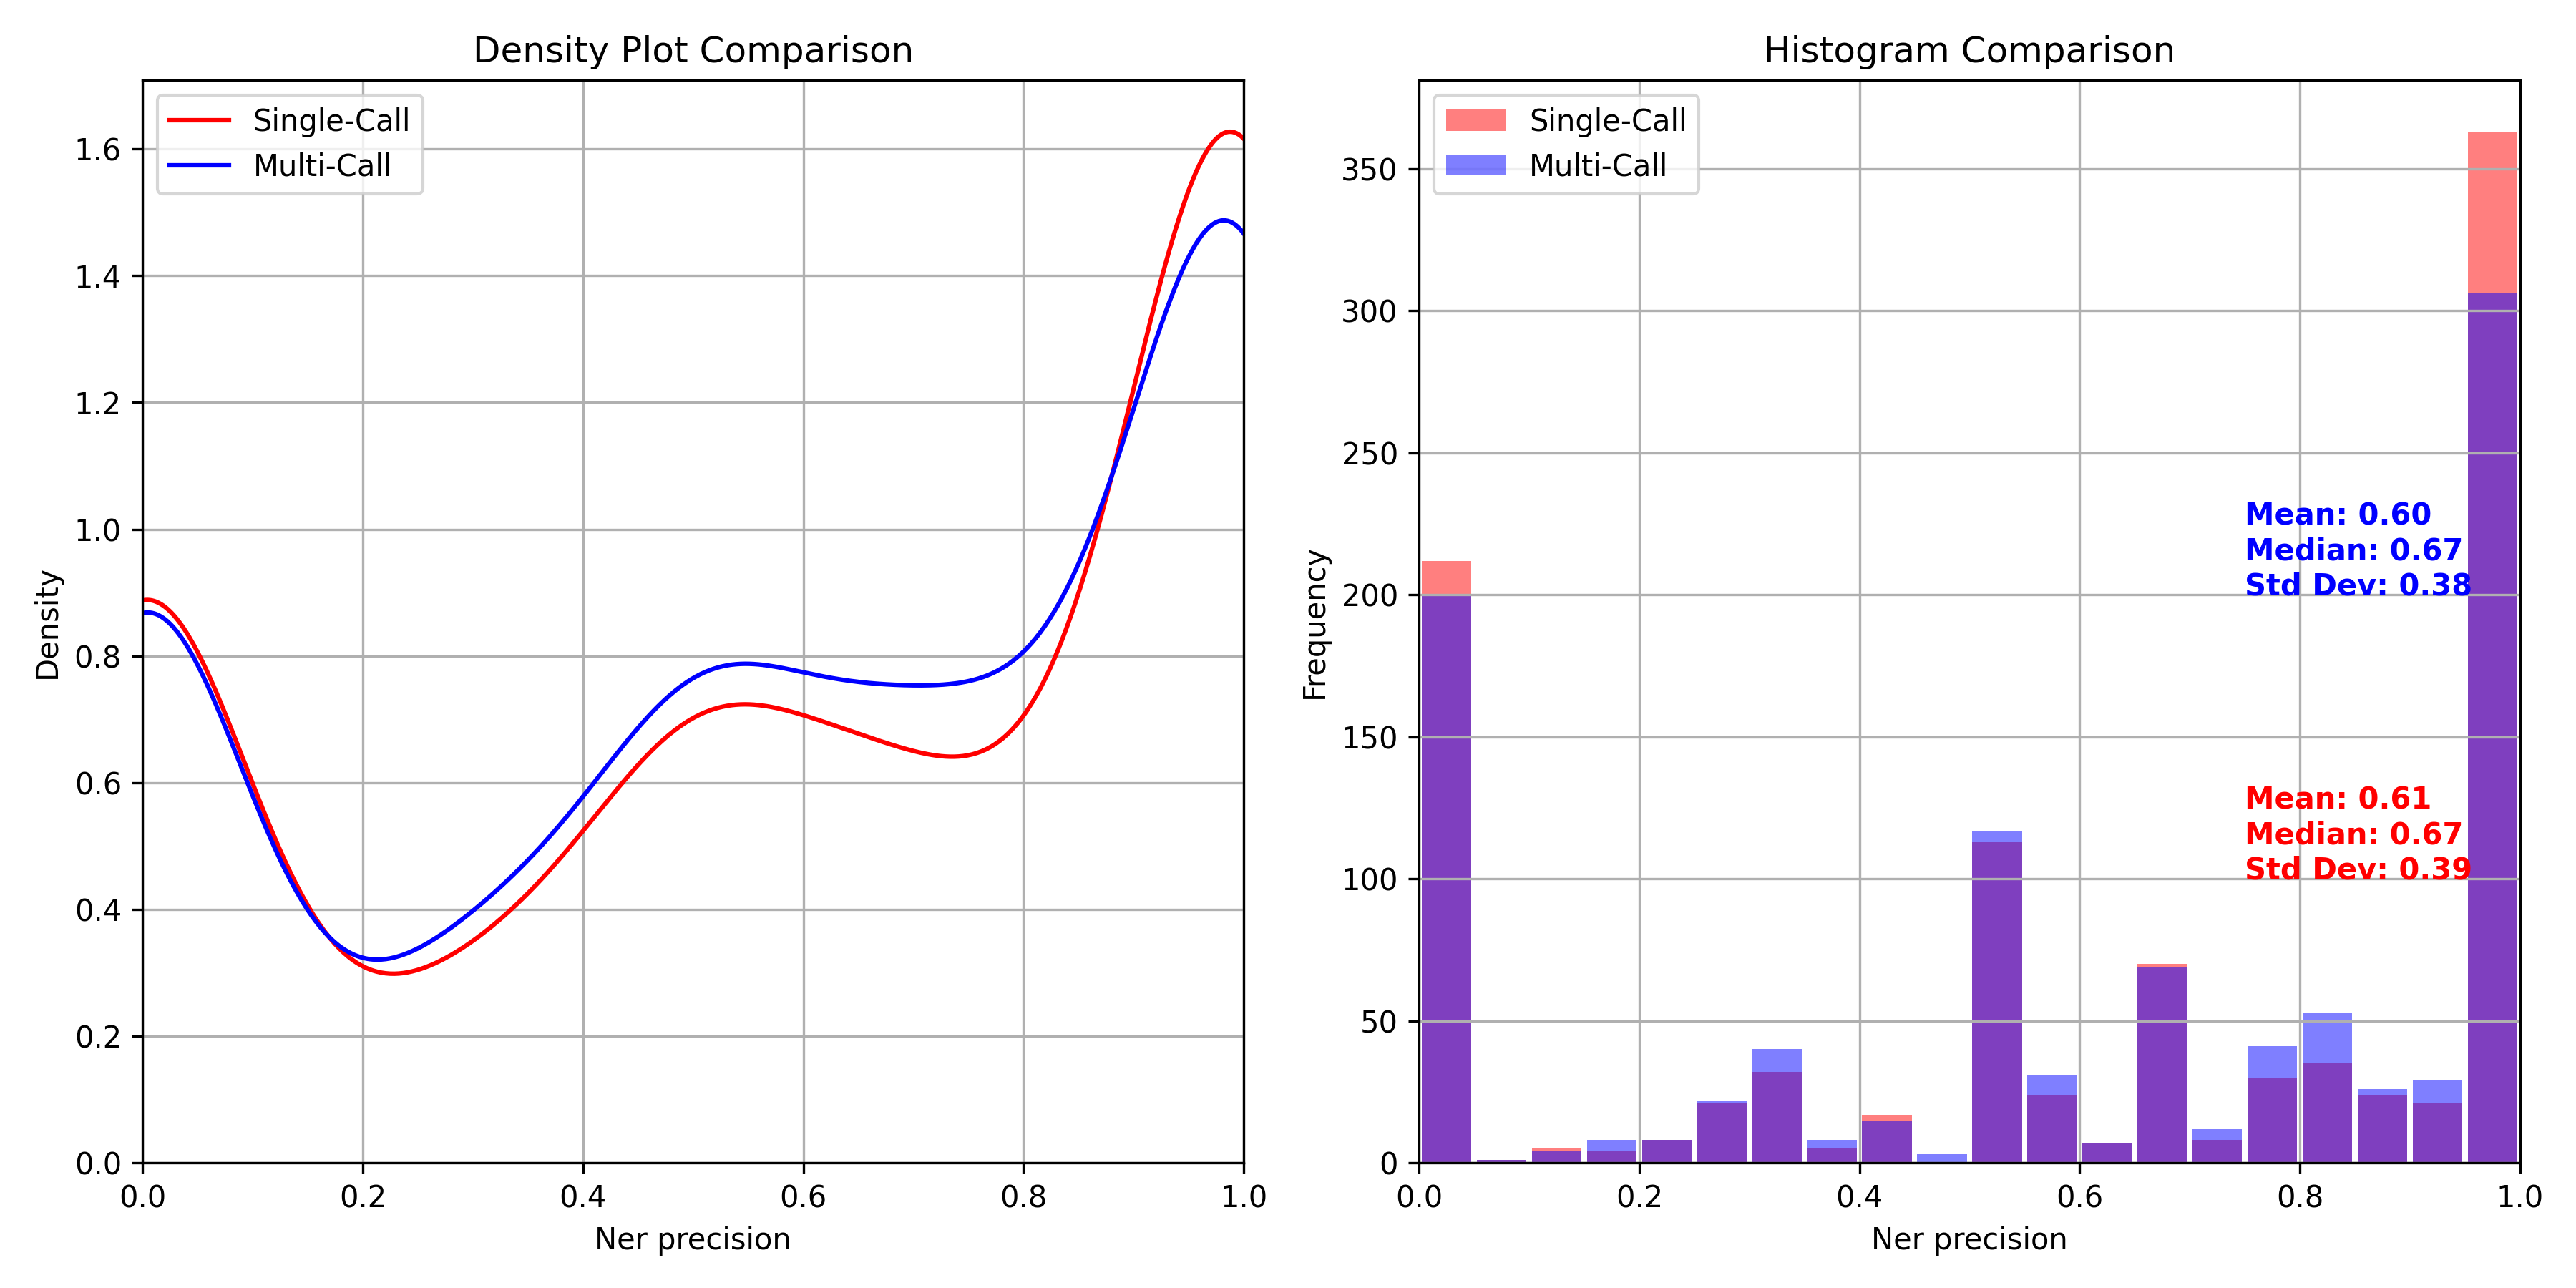 Density Plot Comparison
Single-Call
Multi-Call
1.6
1.4
1.2
1.0
0.8
0.6
0.4
0.2
0.0
Density
0.0 0.2 0.4 0.6 0.8 1.0
Ner precision
Histogram Comparison
Single-Call
Multi-Call
350
300
250
200
150
100
50
0
Frequency
Mean: 0.60
Median: 0.67
Std Dev: 0.38
Mean: 0.61
Median: 0.67
Std Dev: 0.39
0.0 0.2 0.4 0.6 0.8 1.0
Ner precision